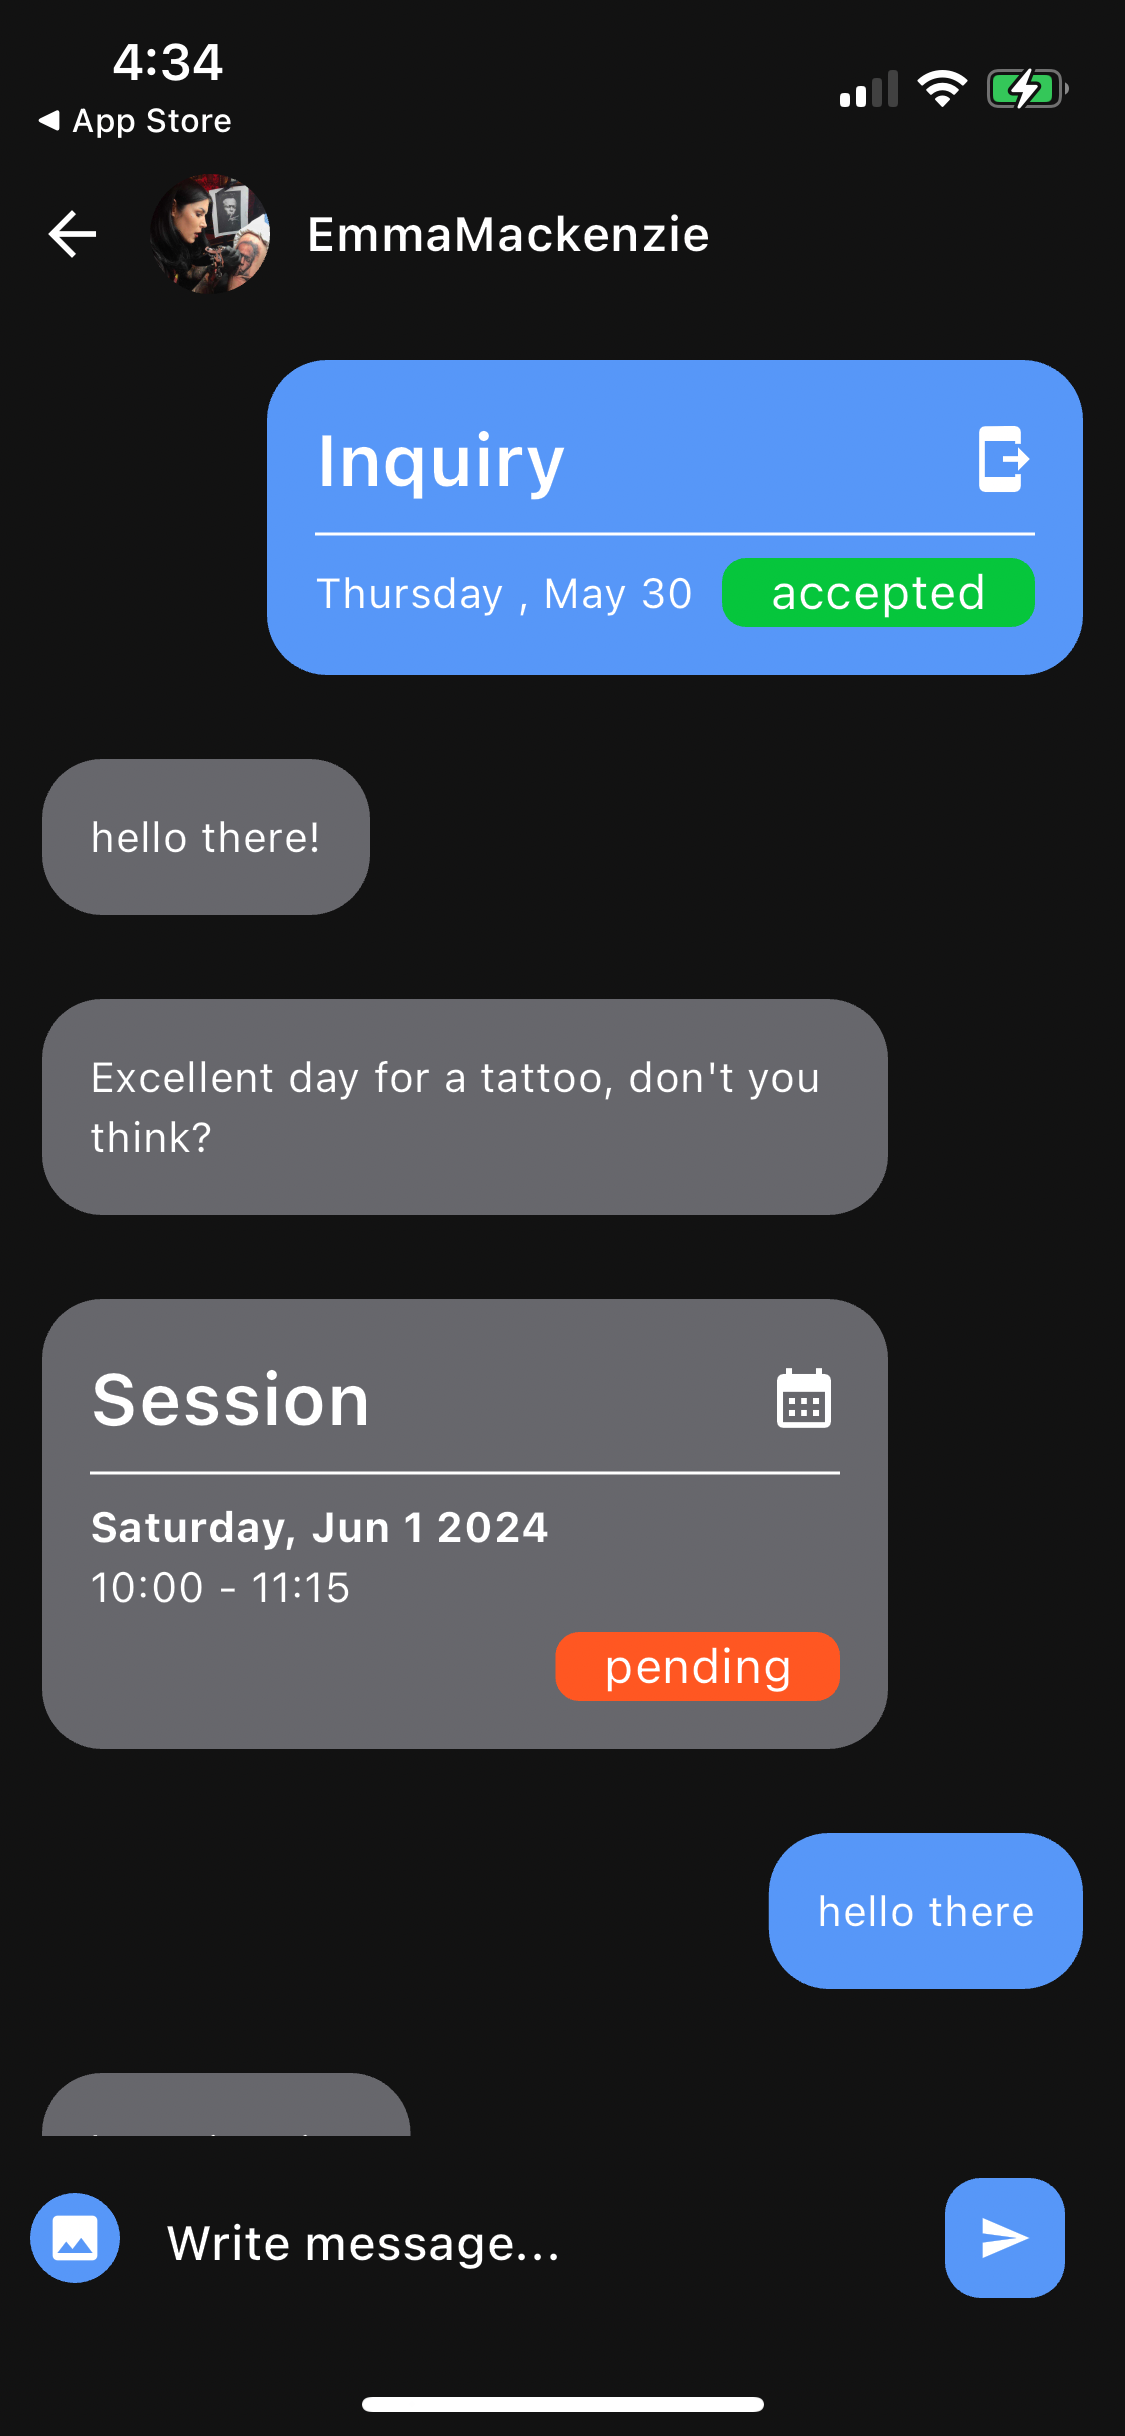 4:34
App Store
EmmaMackenzie
Inquiry
Thursday , May 30
accepted
hello there!
Excellent day for a tattoo, don't you
think?
Session
Saturday, Jun 1 2024
10:00 - 11:15
pending
hello there
Write message...